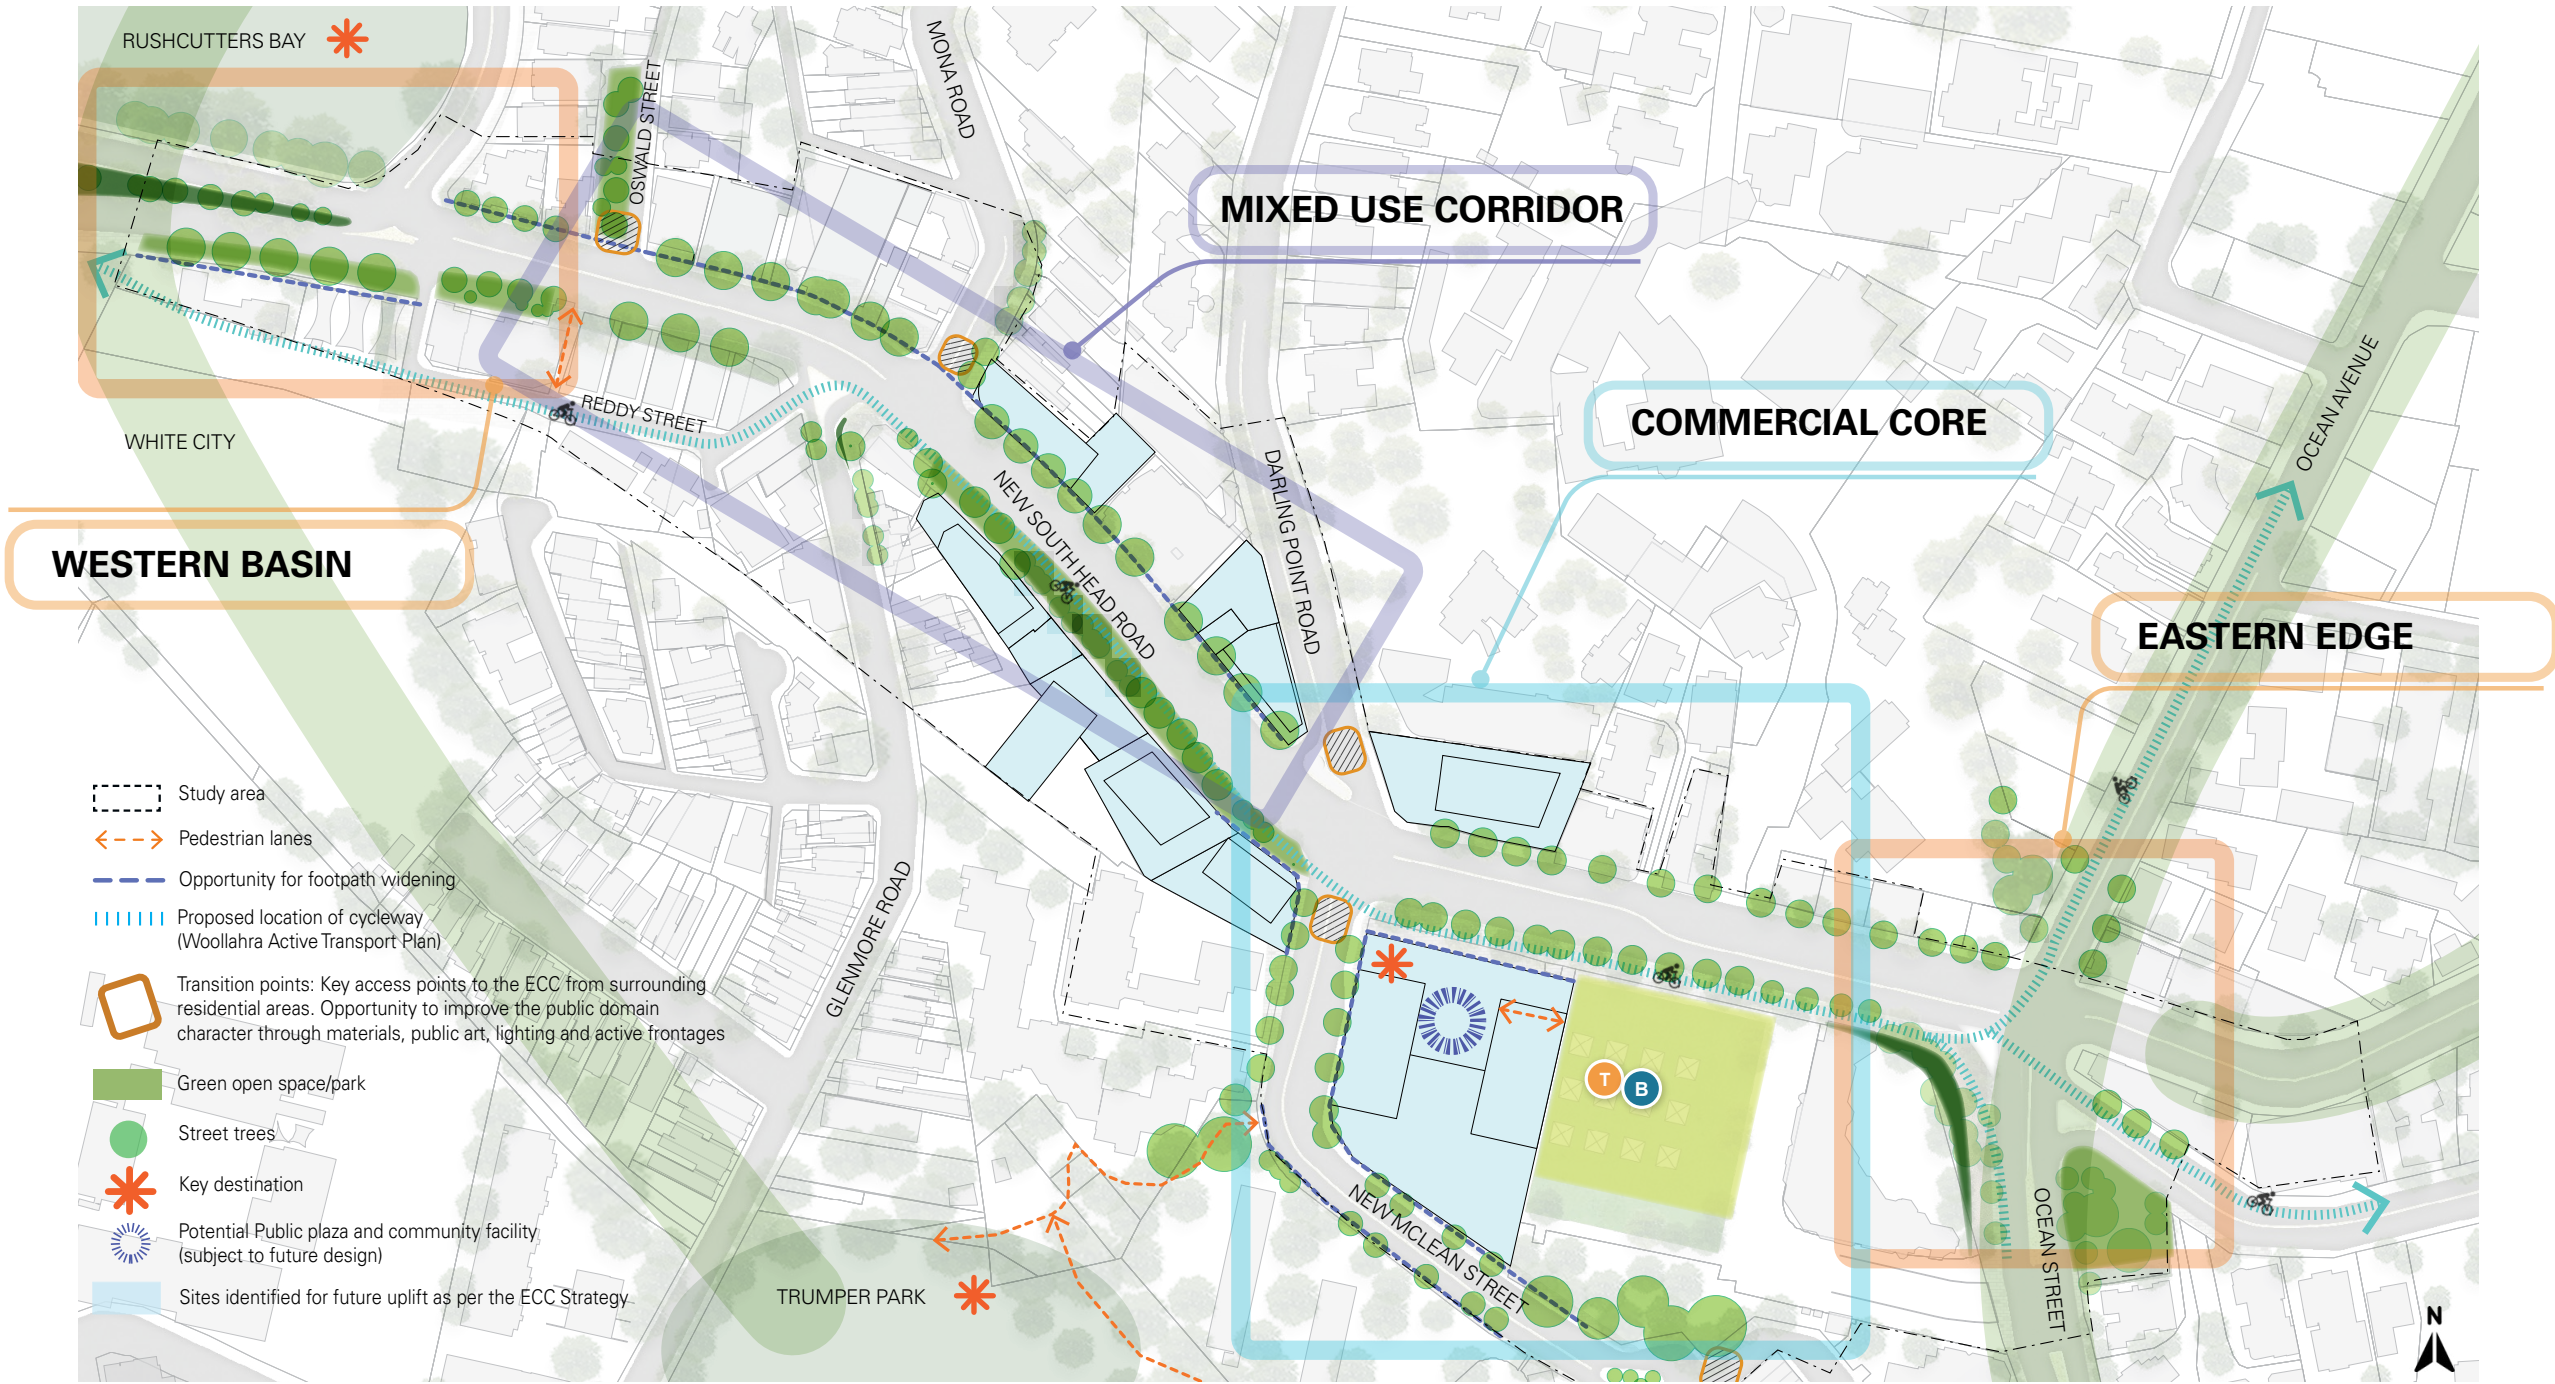 RUSHCUTTERS BAY
OSWALD STREET
MONA ROAD
MIXED USE CORRIDOR
COMMERCIAL CORE
OCEAN AVENUE
REDDY STREET
WHITE CITY
WESTERN BASIN
NEW SOUTH HEAD ROAD
DARLING POINT ROAD
EASTERN EDGE
Study area
Pedestrian lanes
Opportunity for footpath widening
Proposed location of cycleway
(Woollahra Active Transport Plan)
Transition points: Key access points to the ECC from surrounding
residential areas. Opportunity to improve the public domain
character through materials, public art, lighting and active frontages
Green open space/park
Street trees
Key destination
Potential Public plaza and community facility
(subject to future design)
Sites identified for future uplift as per the ECC Strategy
GLENMORE ROAD
T
B
TRUMPER PARK
NEW MCLEAN STREET
OCEAN STREET
N